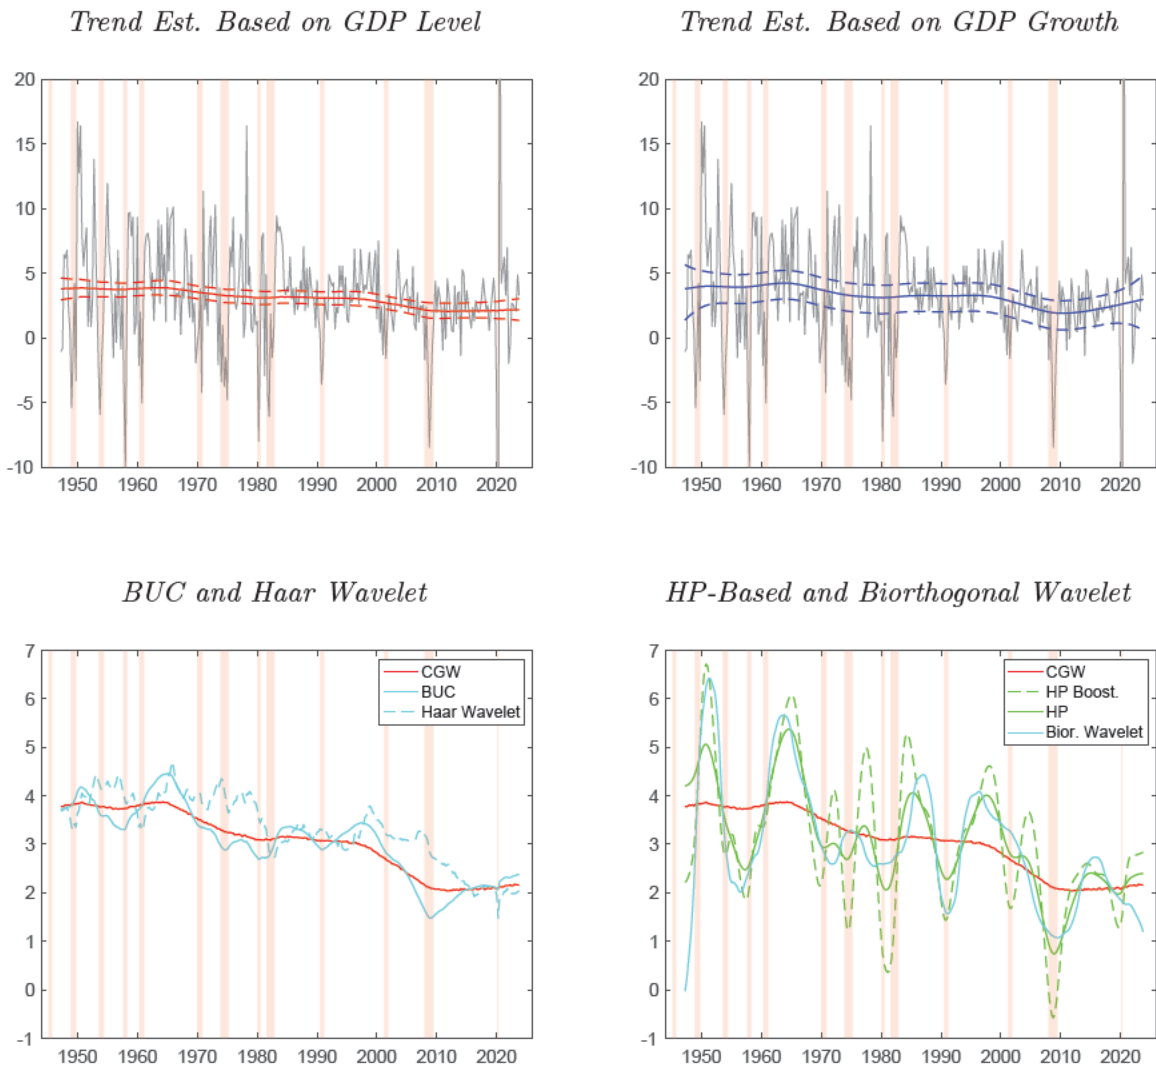 Trend Est. Based on GDP Level
20
15
10
5
0
-5
-10
1950 1960 1970 1980 1990 2000 2010 2020
Trend Est. Based on GDP Growth
20
15
10
5
0
-5
-10
1950 1960 1970 1980 1990 2000 2010 2020
BUC and Haar Wavelet
7
6
5
4
3
2
1
0
-1
CGW
BUC
Haar Wavelet
1950 1960 1970 1980 1990 2000 2010 2020
HP-Based and Biorthogonal Wavelet
7
6
5
4
3
2
1
0
-1
CGW
HP Boost.
HP
Bior. Wavelet
1950 1960 1970 1980 1990 2000 2010 2020